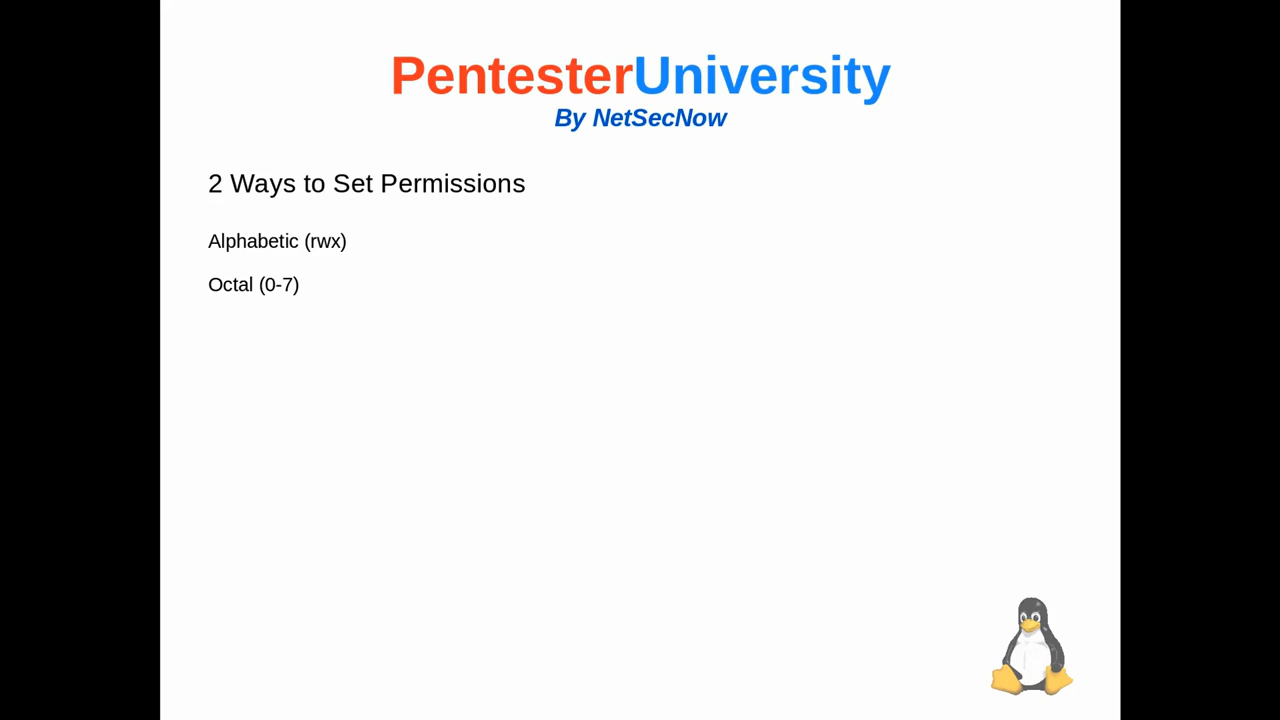 PentesterUniversity
By NetSecNow
2 Ways to Set Permissions
Alphabetic (rwx)
Octal (0-7)